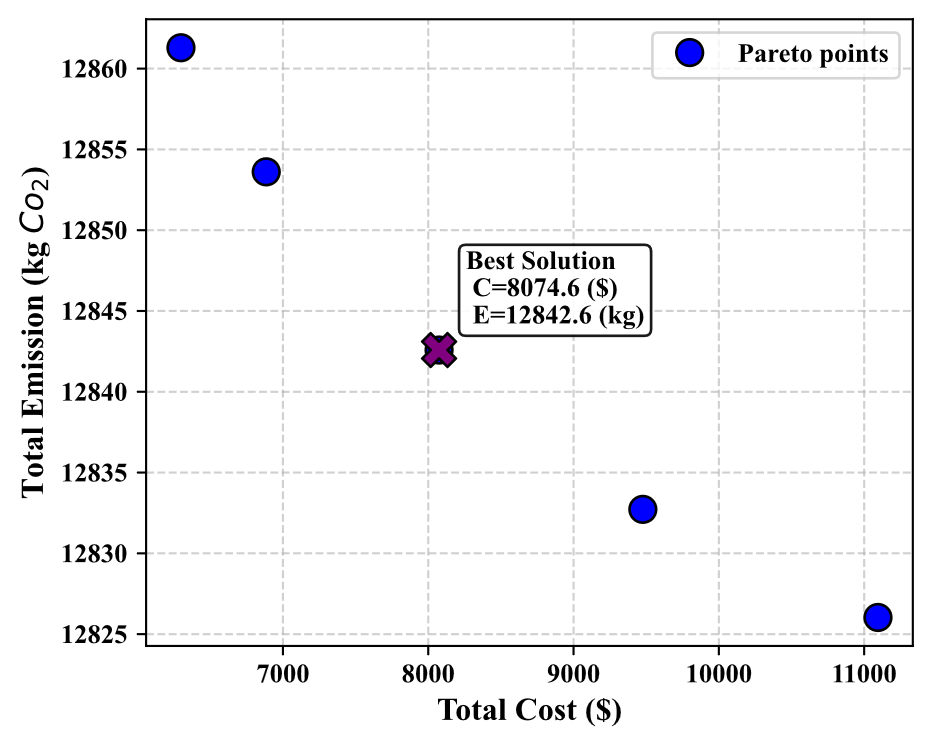 Pareto points
12860
12855
12850
12845
12840
12835
12830
12825
Total Emission (kg Co₂)
Best Solution
C=8074.6 ($)
E=12842.6 (kg)
7000 8000 9000 10000 11000
Total Cost ($)